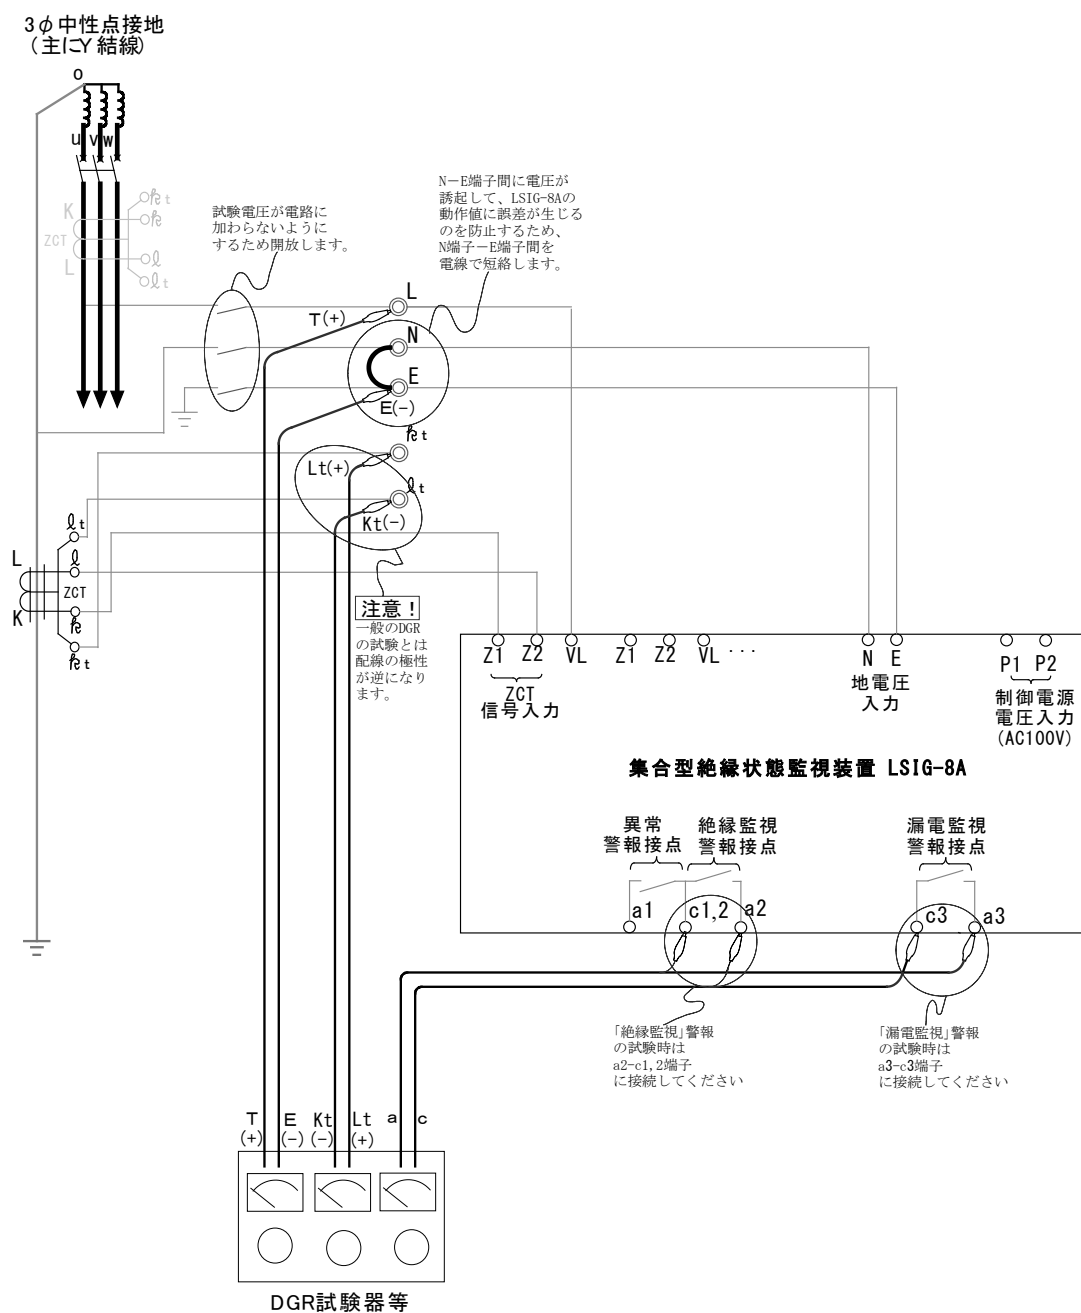 3φ中性点接地
(主にY結線)
o
u v w
K
ZCT
L
kt
k
ℓ
ℓt
試験電圧が電路に
加わらないように
するため開放します。
N－E端子間に電圧が
誘起して、LSIG-8Aの
動作値に誤差が生じる
のを防止するため、
N端子－E端子間を
電線で短絡します。
L
T(+)
N
E
E(-)
kt
Lt(+)
ℓt
Kt(-)
ℓt
L
ℓ
ZCT
K
k
kt
注意！
一般のDGR
の試験とは
配線の極性
が逆になり
ます。
Z1 Z2 VL Z1 Z2 VL ... N E P1 P2
ZCT
信号入力
地電圧
入力
制御電源
電圧入力
(AC100V)
集合型絶縁状態監視装置 LSIG-8A
異常
警報接点
絶縁監視
警報接点
漏電監視
警報接点
a1 c1,2 a2 c3 a3
「絶縁監視」警報
の試験時は
a2-c1,2端子
に接続してください
「漏電監視」警報
の試験時は
a3-c3端子
に接続してください
T E Kt Lt a c
(+) (-) (-) (+)
DGR試験器等